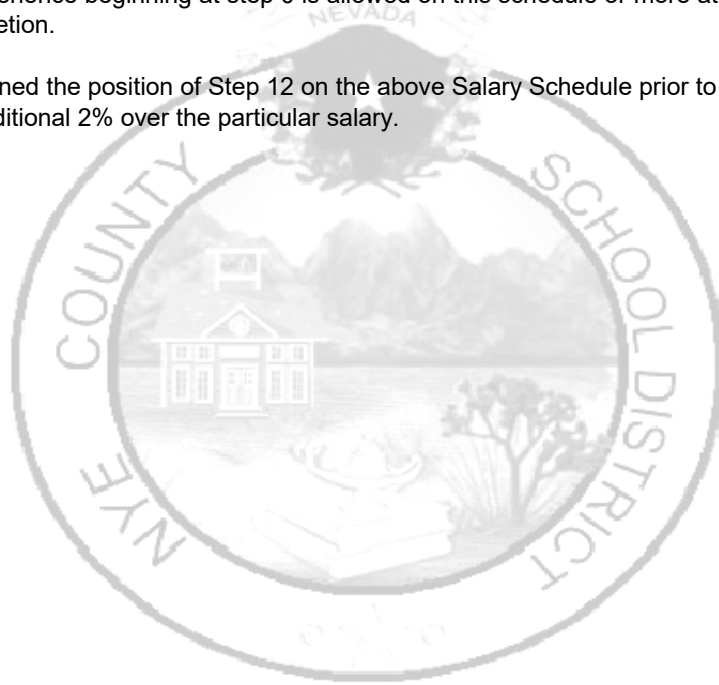 erience beginning at step is allowed on this schedule or more at
etion.
ned the position of Step 12 on the above Salary Schedule prior to
ditional 2% over the particular salary.
NEVADA
NYE COUNTY SCHOOL DISTRICT